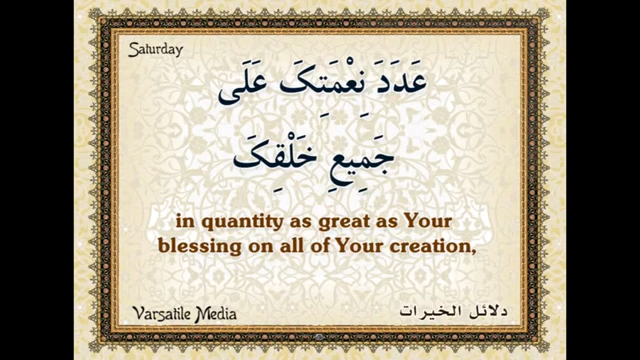 Saturday
عَدَدَ نِعْمَتِكَ عَلَى
جَمِيعِ خَلْقِكَ
in quantity as great as Your
blessing on all of Your creation,
Varsatile Media
دلائل الخيرات